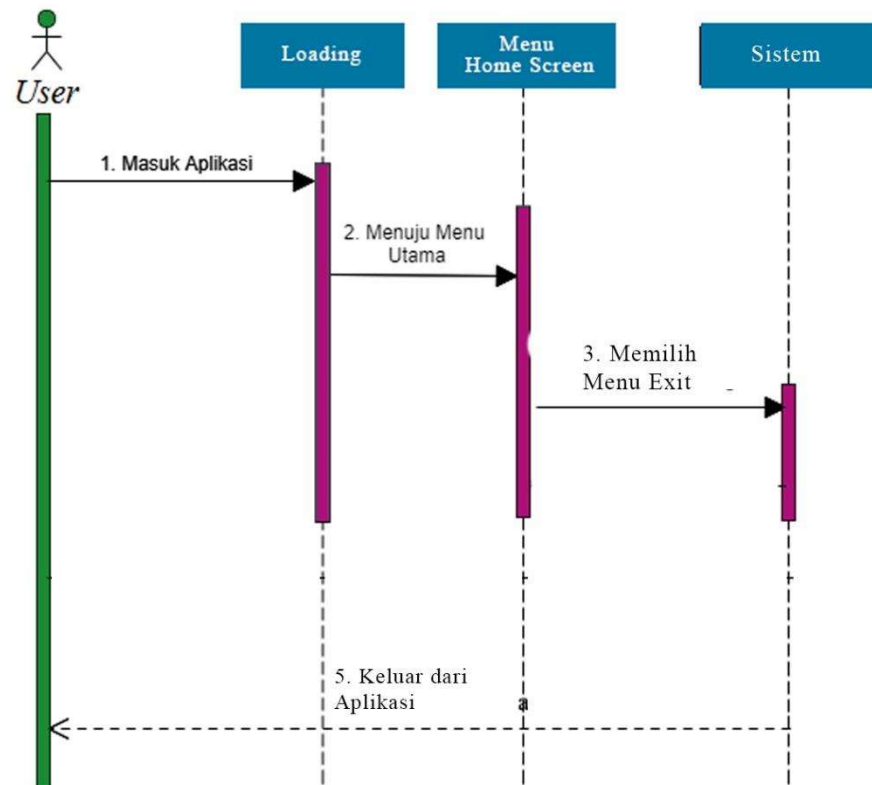 User
Loading
Menu
Home Screen
Sistem
1. Masuk Aplikasi
2. Menuju Menu
Utama
3. Memilih
Menu Exit
5. Keluar dari
Aplikasi
a